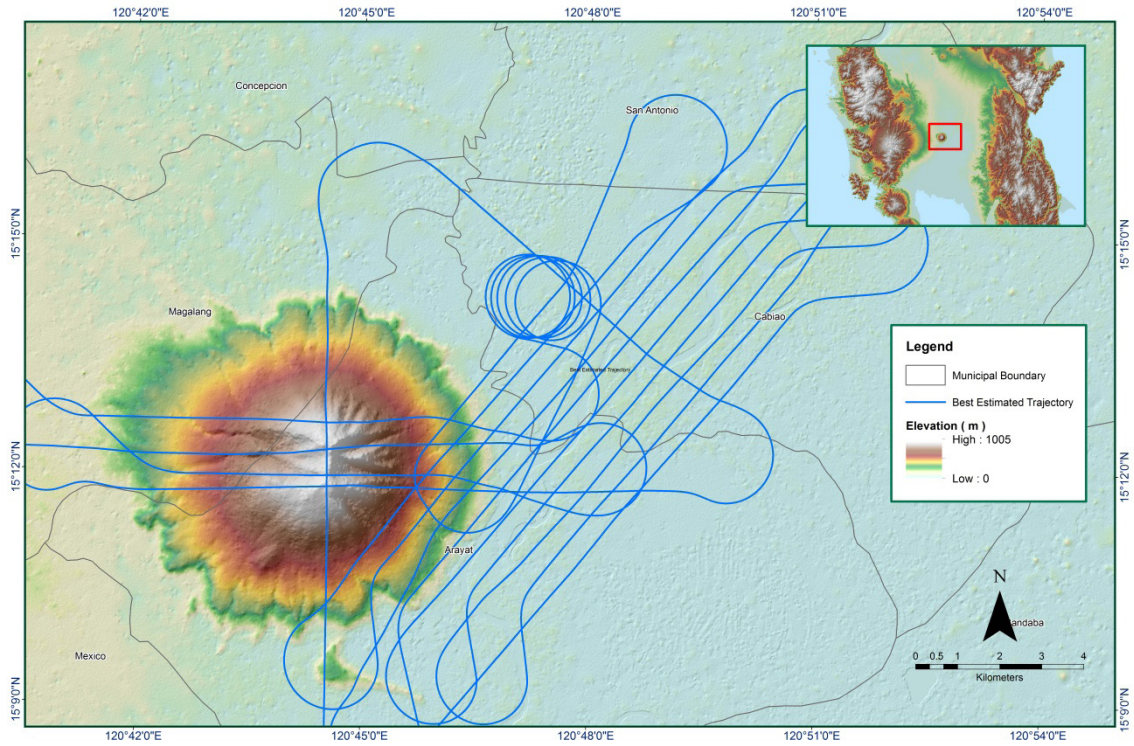 120°42'0"E 120°45'0"E 120°48'0"E 120°51'0"E 120°54'0"E
Concepcion
San Antonio
15°15'0"N
15°15'0"N
Magalang
Cabiao
Best Estimated Trajectory
Legend
Municipal Boundary
Best Estimated Trajectory
Elevation ( m )
High : 1005
Low : 0
15°12'0"N
15°12'0"N
Arayat
N
Mexico
0 0.5 1 2 3 4
Kilometers
15°9'0"N
15°9'0"N
120°42'0"E 120°45'0"E 120°48'0"E 120°51'0"E 120°54'0"E